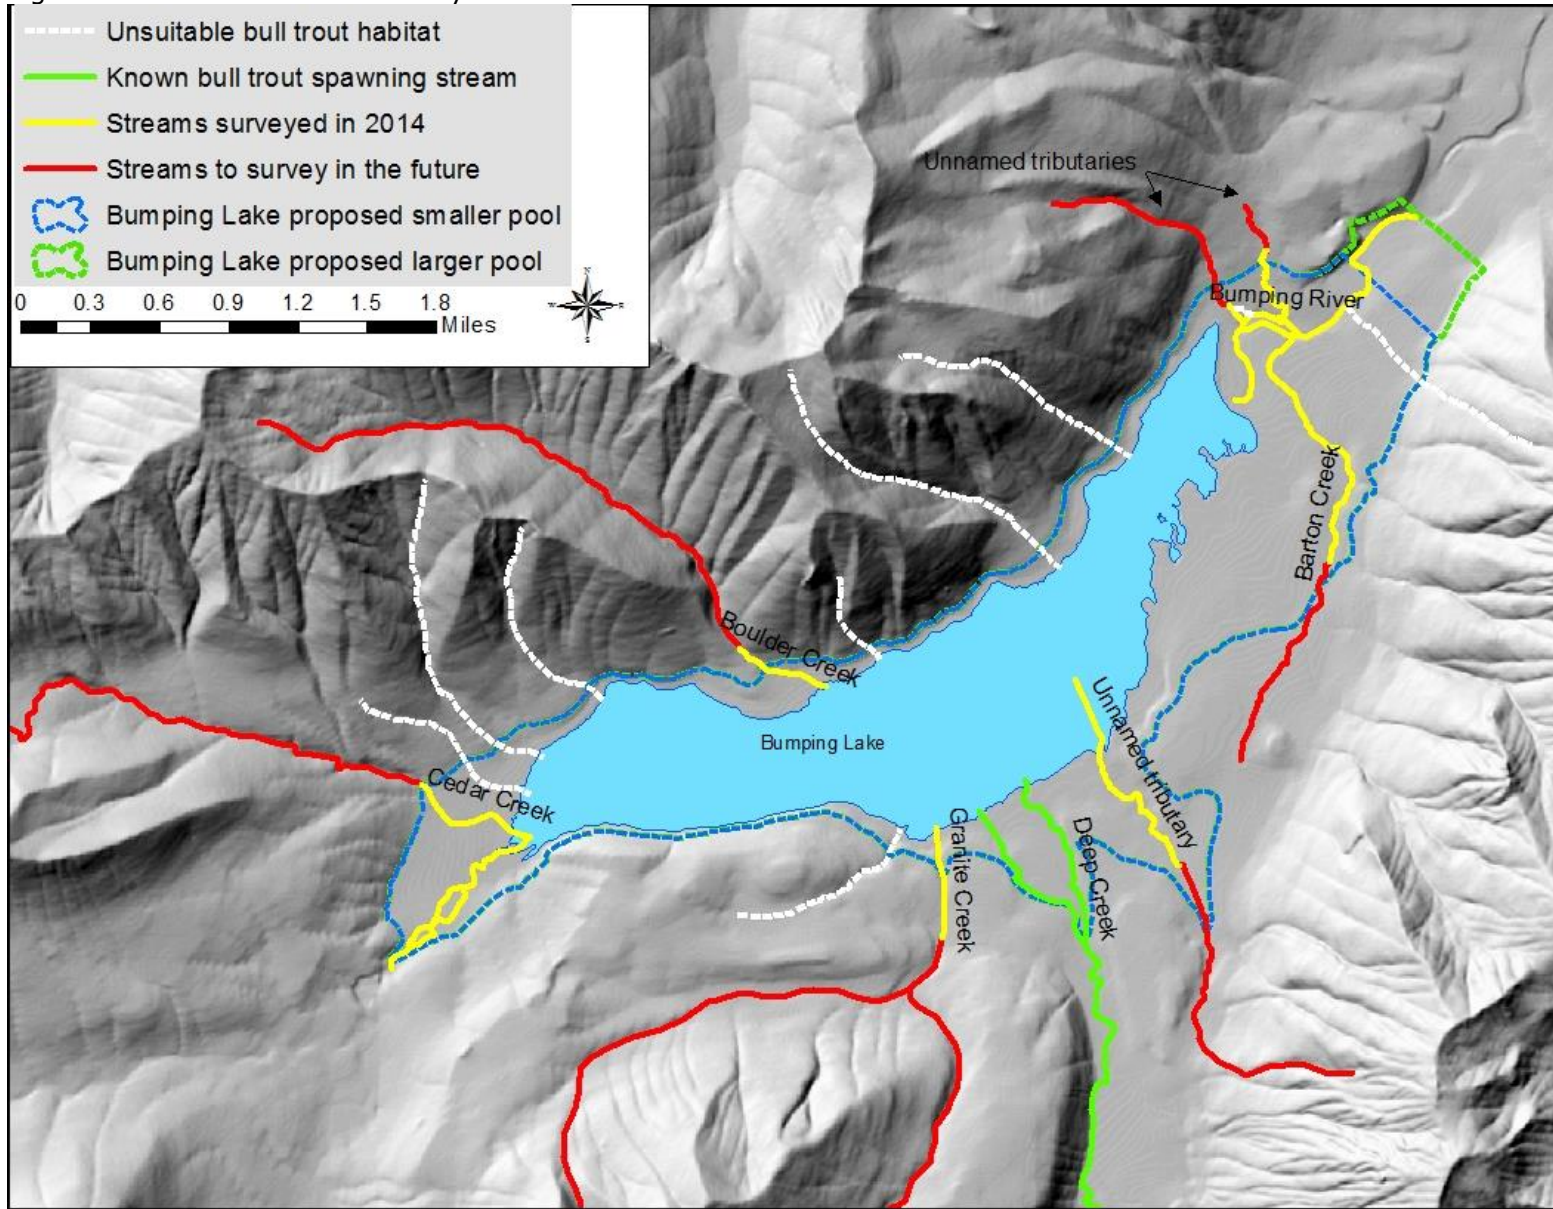 Unsuitable bull trout habitat
Known bull trout spawning stream
Streams surveyed in 2014
Streams to survey in the future
Bumping Lake proposed smaller pool
Bumping Lake proposed larger pool
0 0.3 0.6 0.9 1.2 1.5 1.8
Miles
N
W E
S
Unnamed tributaries
Bumping River
Barton Creek
Boulder Creek
Unnamed tributary
Bumping Lake
Cedar Creek
Granite Creek
Deep Creek